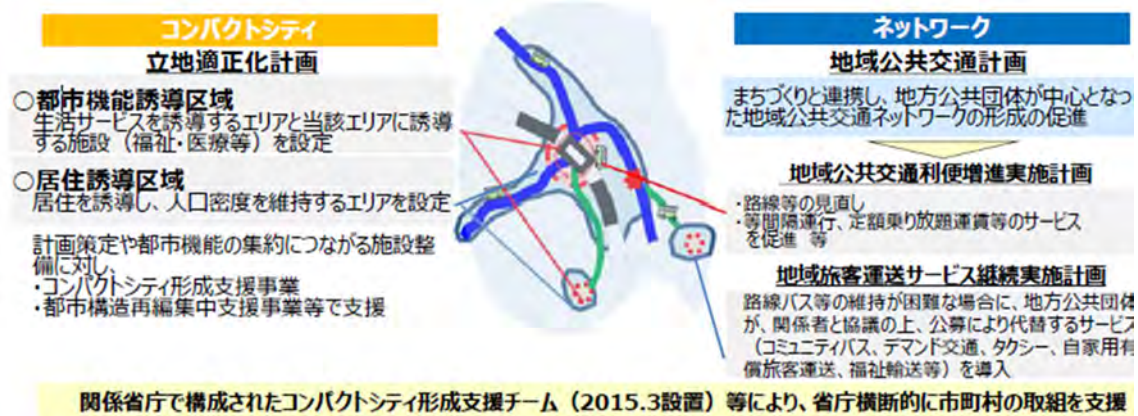 コンパクトシティ
立地適正化計画
○都市機能誘導区域
生活サービスを誘導するエリアと当該エリアに誘導
する施設（福祉・医療等）を設定
○居住誘導区域
居住を誘導し、人口密度を維持するエリアを設定
計画策定や都市機能の集約につながる施設整
備に対し、
・コンパクトシティ形成支援事業
・都市構造再編集中支援事業等で支援
ネットワーク
地域公共交通計画
まちづくりと連携し、地方公共団体が中心となっ
た地域公共交通ネットワークの形成の促進
地域公共交通利便増進実施計画
・路線等の見直し
・等間隔運行、定額乗り放題運賃等のサービス
を促進 等
地域旅客運送サービス継続実施計画
路線バス等の維持が困難な場合に、地方公共団体
が、関係者と協議の上、公募により代替するサービス
（コミュニティバス、デマンド交通、タクシー、自家用有
償旅客運送、福祉輸送等）を導入
関係省庁で構成されたコンパクトシティ形成支援チーム（2015.3設置）等により、省庁横断的に市町村の取組を支援